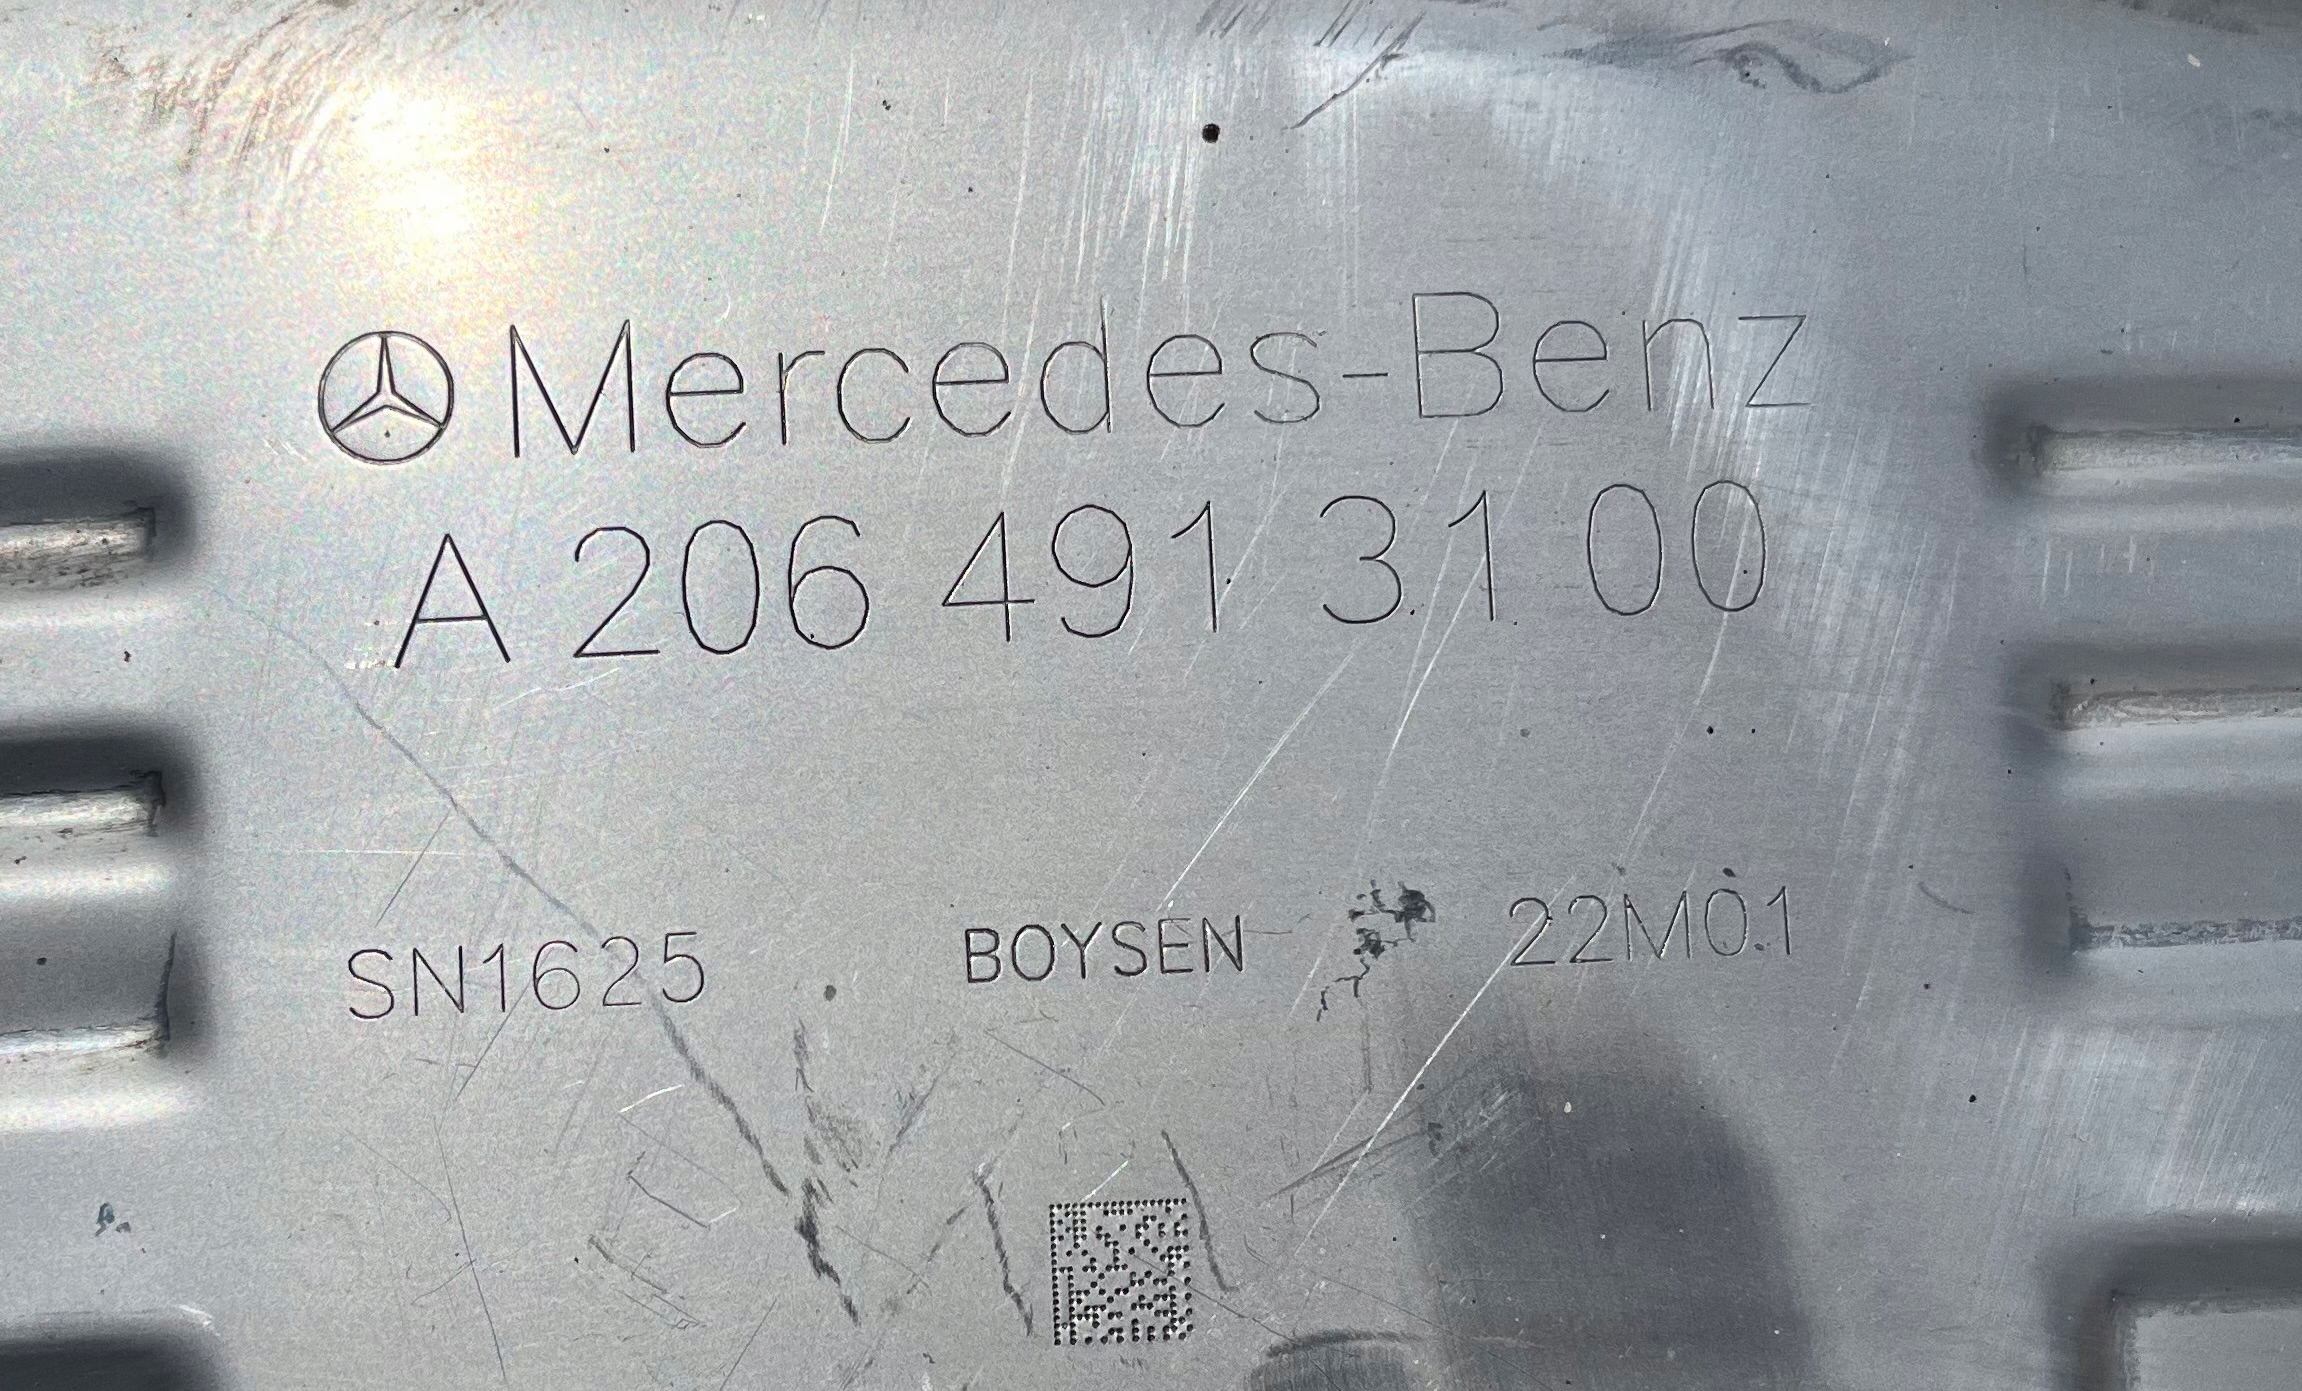 Mercedes-Benz
A 206 491 31 00
SN1625 BOYSEN 22M01